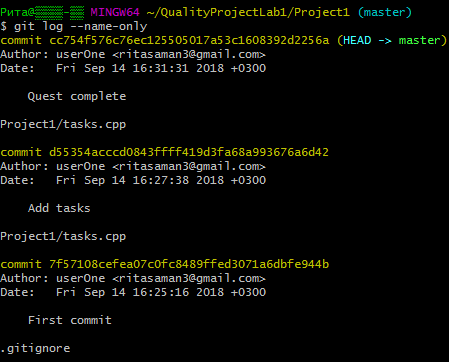 Рита@ MINGW64 ~/QualityProjectLab1/Project1 (master)
$ git log --name-only
commit cc754f576c76ec125505017a53c1608392d2256a (HEAD -> master)
Author: userOne <ritasaman3@gmail.com>
Date:   Fri Sep 14 16:31:31 2018 +0300
    Quest complete
Project1/tasks.cpp
commit d55354acccd0843ffff419d3fa68a993676a6d42
Author: userOne <ritasaman3@gmail.com>
Date:   Fri Sep 14 16:27:38 2018 +0300
    Add tasks
Project1/tasks.cpp
commit 7f57108cefea07c0fc8489ffed3071a6dbfe944b
Author: userOne <ritasaman3@gmail.com>
Date:   Fri Sep 14 16:25:16 2018 +0300
    First commit
.gitignore